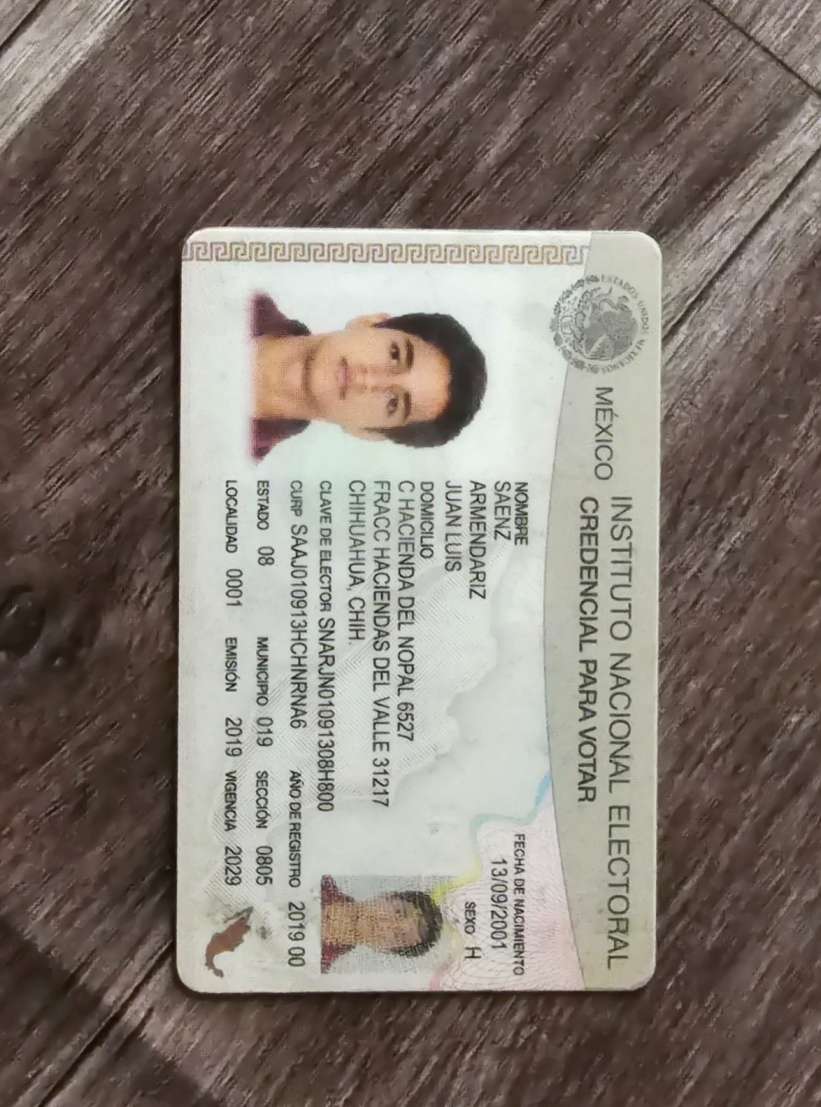 ESTADOS UNIDOS MEXICANOS
MÉXICO
INSTITUTO NACIONAL ELECTORAL
CREDENCIAL PARA VOTAR
NOMBRE
SAENZ
ARMENDARIZ
JUAN LUIS
FECHA DE NACIMIENTO
13/09/2001
SEXO H
DOMICILIO
C HACIENDA DEL NOPAL 6527
FRACC HACIENDAS DEL VALLE 31217
CHIHUAHUA, CHIH.
CLAVE DE ELECTOR SNARJN01091308H800
CURP SAAJ010913HCHNRNA6 AÑO DE REGISTRO 2019 00
ESTADO 08 MUNICIPIO 019 SECCIÓN 0805
LOCALIDAD 0001 EMISIÓN 2019 VIGENCIA 2029